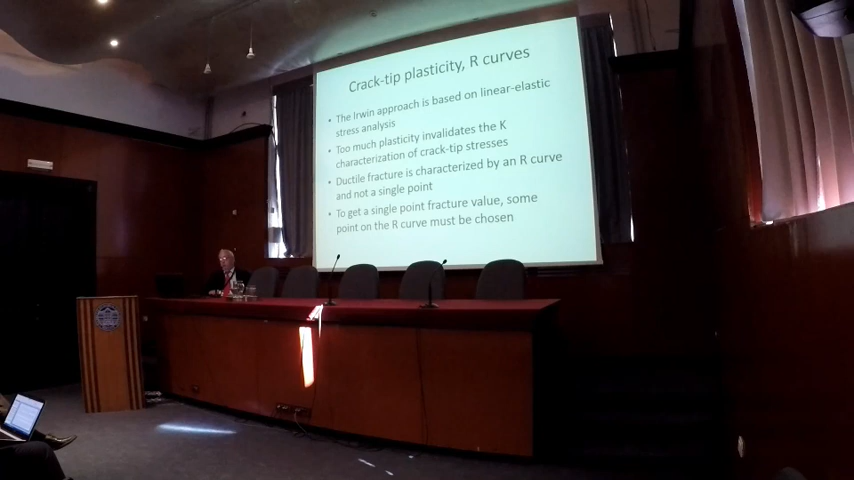 Crack-tip plasticity, R curves
• The Irwin approach is based on linear-elastic
stress analysis
• Too much plasticity invalidates the K
characterization of crack-tip stresses
• Ductile fracture is characterized by an R curve
and not a single point
• To get a single point fracture value, some
point on the R curve must be chosen